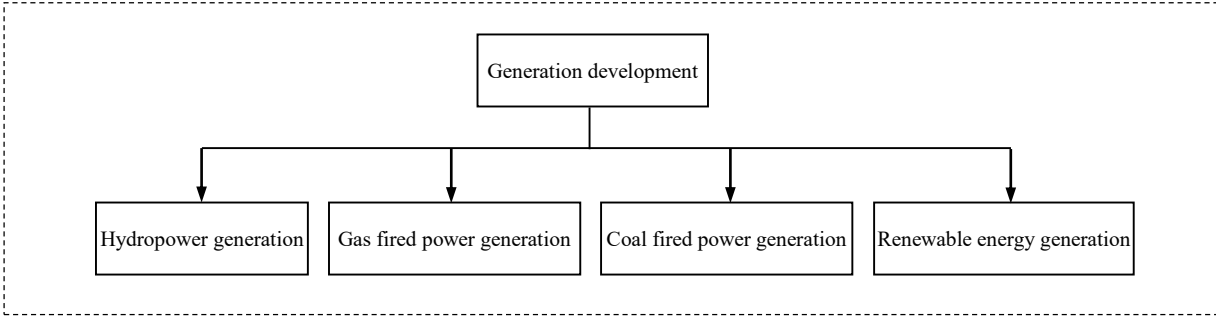 Generation development
Hydropower generation
Gas fired power generation
Coal fired power generation
Renewable energy generation